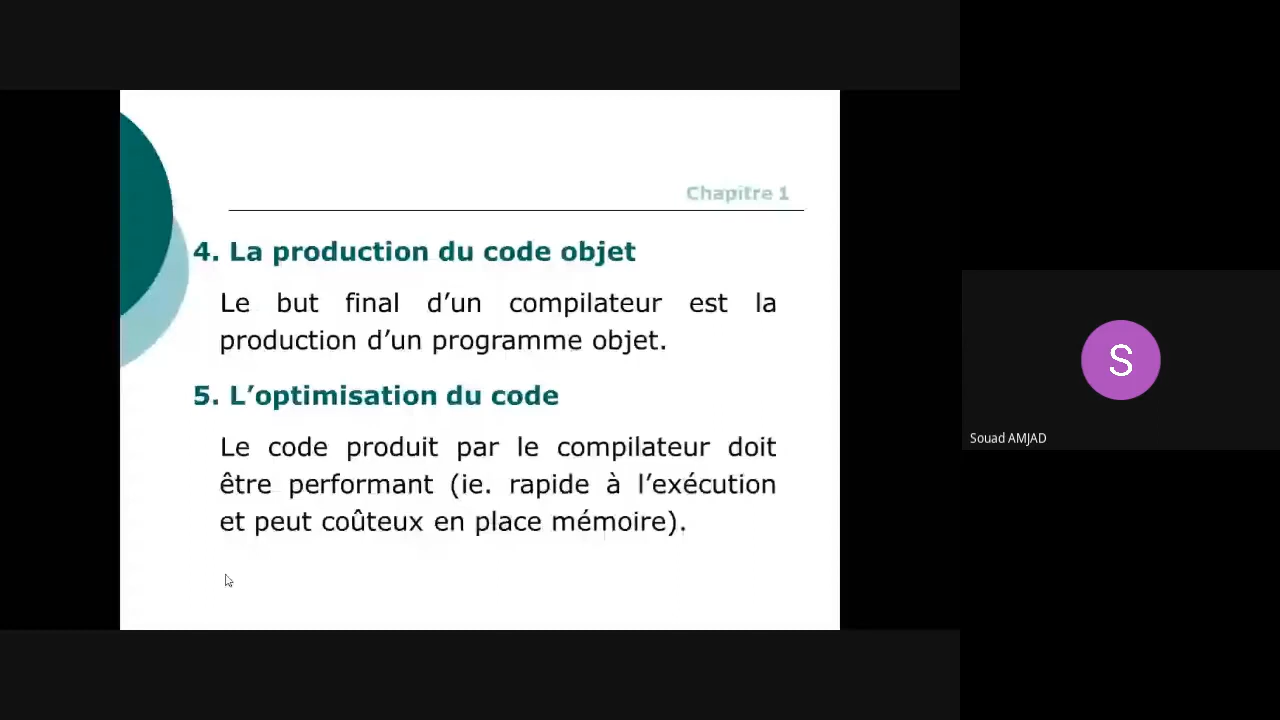 Chapitre 1
4. La production du code objet
Le but final d’un compilateur est la
production d’un programme objet.
5. L’optimisation du code
Le code produit par le compilateur doit
être performant (ie. rapide à l’exécution
et peut coûteux en place mémoire).
S
Souad AMJAD